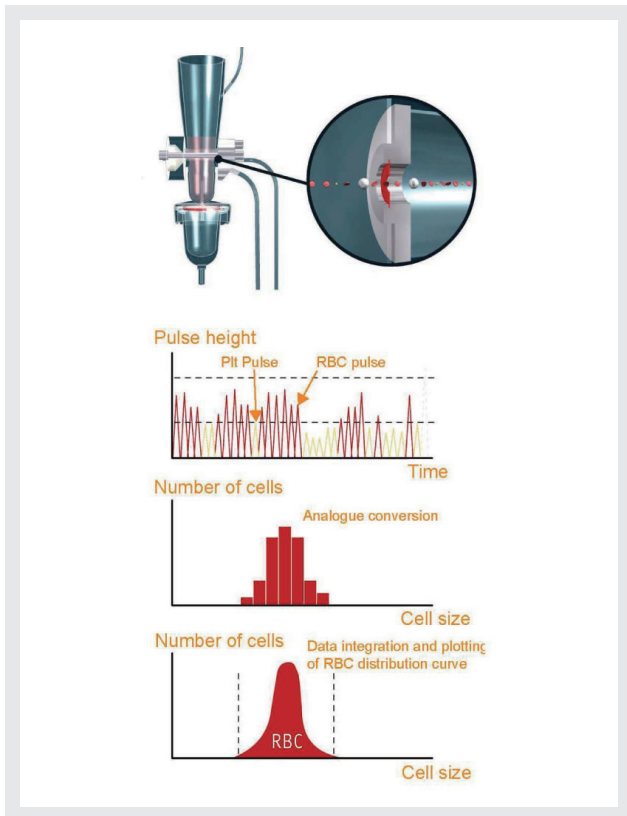 Pulse height
Plt Pulse
RBC pulse
Time
Number of cells
Analogue conversion
Cell size
Number of cells
Data integration and plotting
of RBC distribution curve
RBC
Cell size